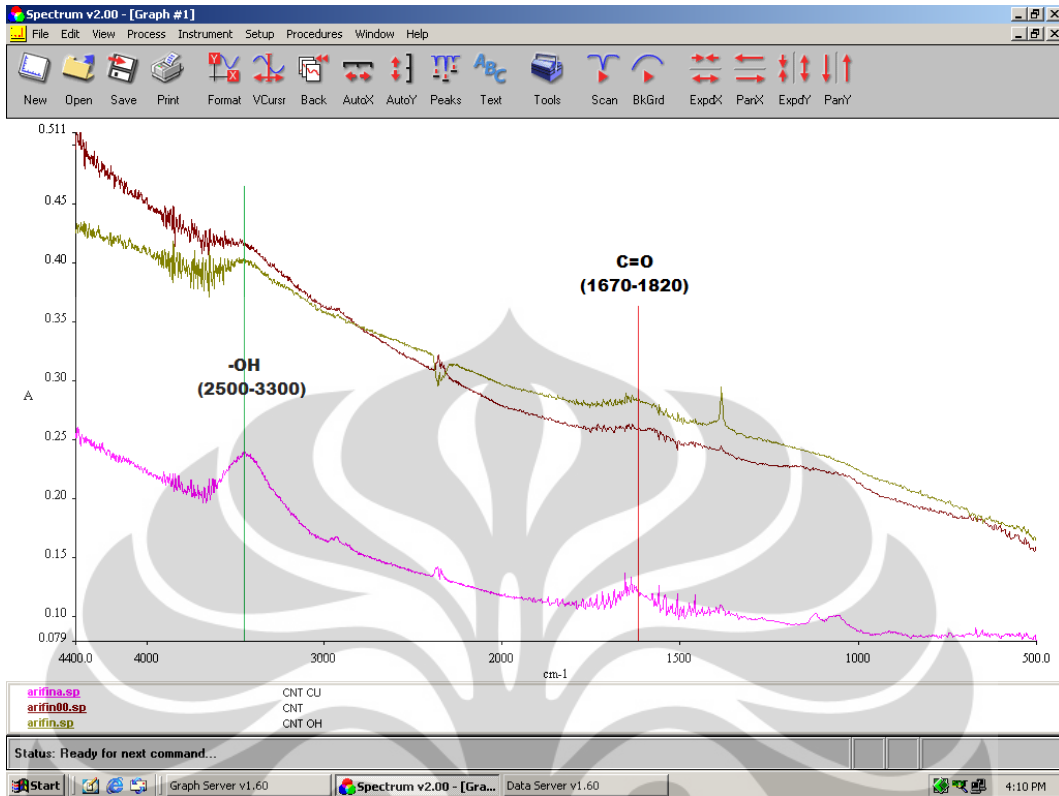 Spectrum v2.00 - [Graph #1]
File Edit View Process Instrument Setup Procedures Window Help
New Open Save Print Format VCursr Back AutoX AutoY Peaks Text Tools Scan BkGrd ExpdX PanX ExpdY PanY
ABC
0.511
0.45
0.40
0.35
0.30
A
0.25
0.20
0.15
0.10
0.079
C=O
(1670-1820)
-OH
(2500-3300)
4400.0 4000 3000 2000 1500 1000 500.0
cm-1
arifina.sp CNT CU
arifin00.sp CNT
arifin.sp CNT OH
Status: Ready for next command...
Start Graph Server v1.60 Spectrum v2.00 - [Gra... Data Server v1.60 4:10 PM